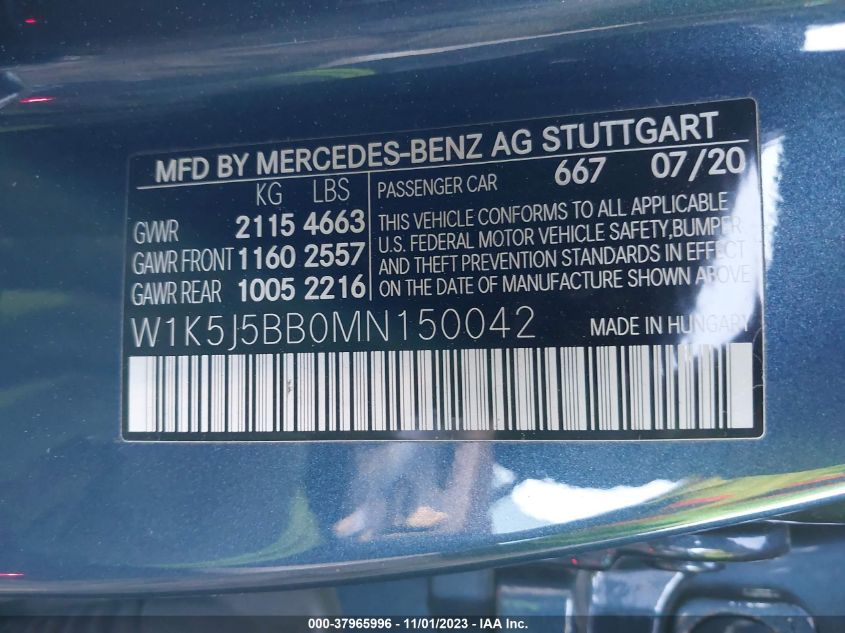 MFD BY MERCEDES-BENZ AG STUTTGART
KG LBS
GVWR 2115 4663
GAWR FRONT 1160 2557
GAWR REAR 1005 2216
PASSENGER CAR 667 07/20
THIS VEHICLE CONFORMS TO ALL APPLICABLE
U.S. FEDERAL MOTOR VEHICLE SAFETY,BUMPER
AND THEFT PREVENTION STANDARDS IN EFFECT
ON THE DATE OF MANUFACTURE SHOWN ABOVE
W1K5J5BB0MN150042 MADE IN HUNGARY
000-37965996 - 11/01/2023 - IAA Inc.